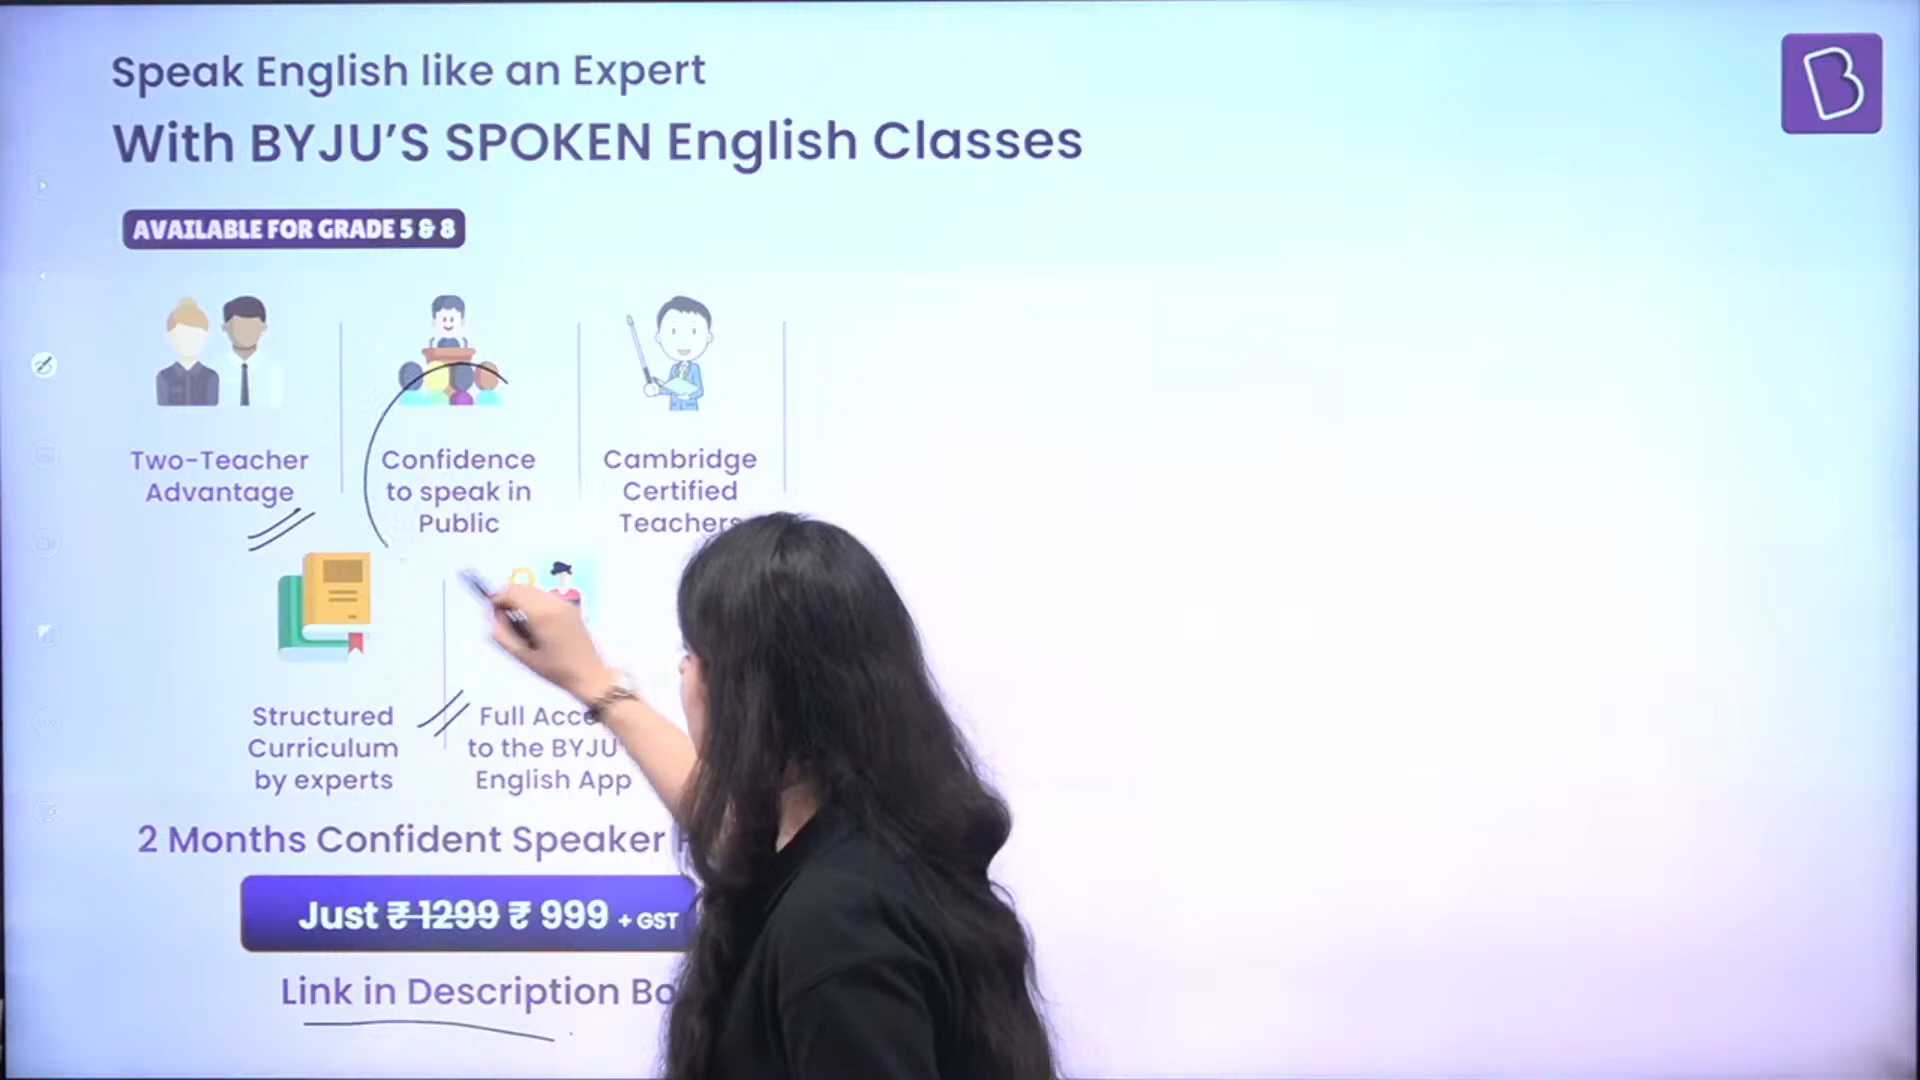 Speak English like an Expert
With BYJU'S SPOKEN English Classes
AVAILABLE FOR GRADE 5 & 8
Two-Teacher
Advantage
Confidence
to speak in
Public
Cambridge
Certified
Teachers
Structured
Curriculum
by experts
Full
to the BYJU
English App
2 Months Confident Speaker
Just ₹ 1299 ₹ 999 + GST
Link in Description